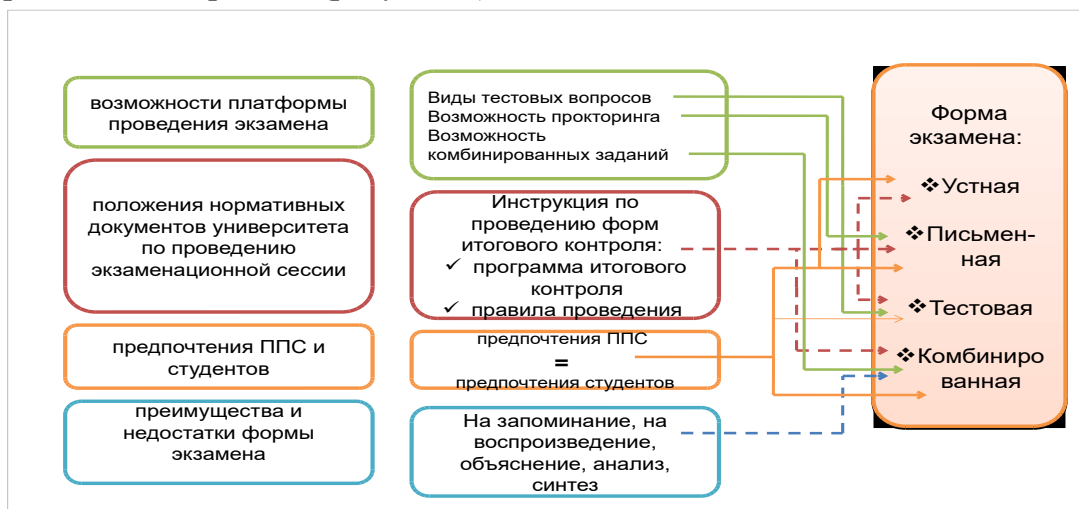 возможности платформы
проведения экзамена
Виды тестовых вопросов
Возможность прокторинга
Возможность
комбинированных заданий
положения нормативных
документов университета
по проведению
экзаменационной сессии
Инструкция по
проведению форм
итогового контроля:
✓ программа итогового
контроля
✓ правила проведения
предпочтения ППС и
студентов
предпочтения ППС
=
предпочтения студентов
преимущества и
недостатки формы
экзамена
На запоминание, на
воспроизведение,
объяснение, анализ,
синтез
Форма
экзамена:
❖Устная
❖Письмен-
ная
❖Тестовая
❖Комбиниро
ванная